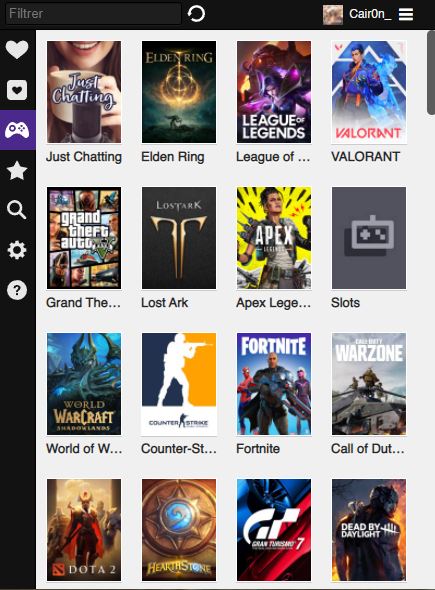 Filtrer
Cair0n_
Just Chatting
ELDEN RING
LEAGUE OF
LEGENDS
VALORANT
Just Chatting
Elden Ring
League of ...
VALORANT
grand
theft
auto
V
LOST ARK
APEX
LEGENDS
Grand The...
Lost Ark
Apex Lege...
Slots
WORLD
OF
WARCRAFT
SHADOWLANDS
COUNTER STRIKE
FORTNITE
CALL OF DUTY
WARZONE
World of W...
Counter-St...
Fortnite
Call of Dut...
DOTA 2
HEARTHSTONE
GT
GRAN TURISMO 7
DEAD BY
DAYLIGHT